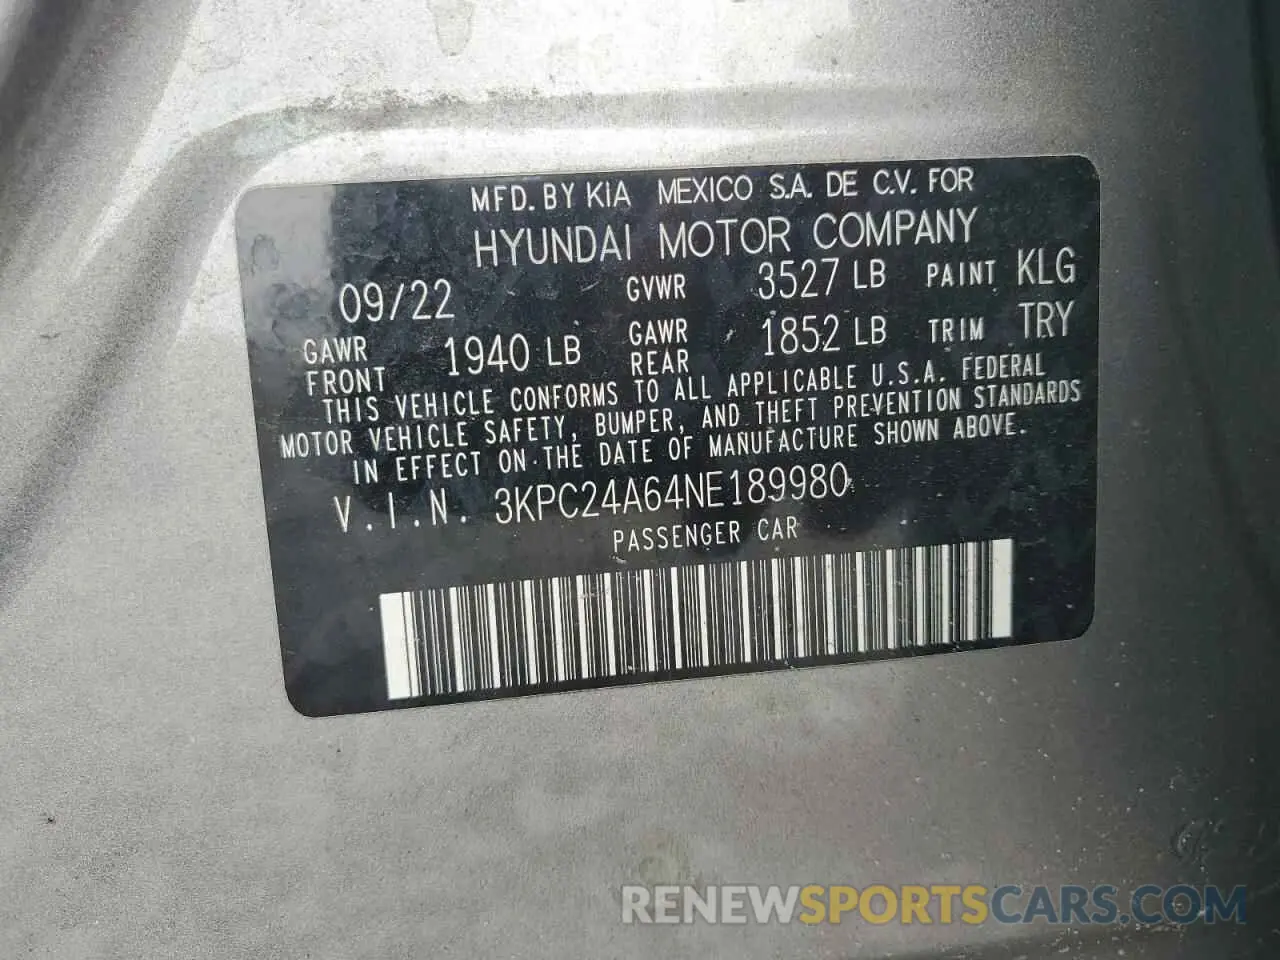 MFD. BY KIA MEXICO S.A. DE C.V. FOR
HYUNDAI MOTOR COMPANY
09/22 GVWR 3527 LB PAINT KLG
GAWR FRONT 1940 LB GAWR REAR 1852 LB TRIM TRY
THIS VEHICLE CONFORMS TO ALL APPLICABLE U.S.A. FEDERAL
MOTOR VEHICLE SAFETY, BUMPER, AND THEFT PREVENTION STANDARDS
IN EFFECT ON THE DATE OF MANUFACTURE SHOWN ABOVE.
V.I.N. 3KPC24A64NE189980
PASSENGER CAR
RENEWSPORTSCARS.COM